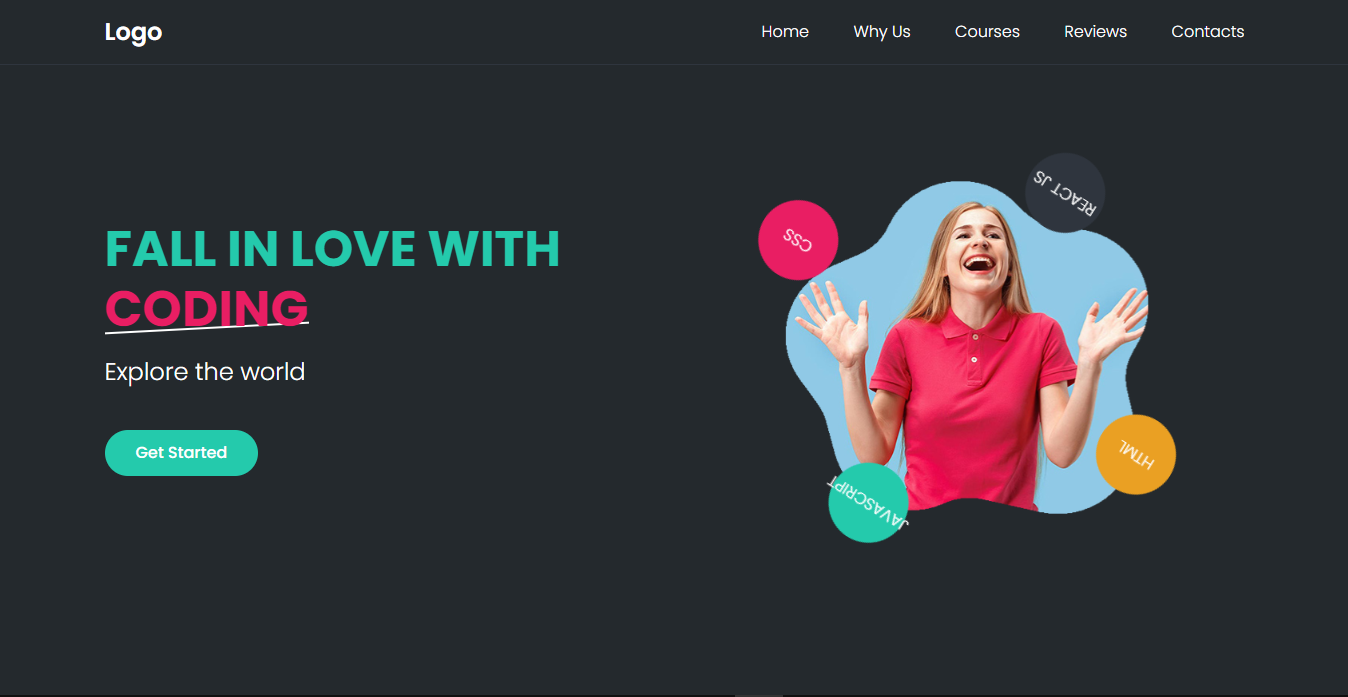 Logo
Home
Why Us
Courses
Reviews
Contacts
FALL IN LOVE WITH
CODING
Explore the world
Get Started
REACT JS
CSS
HTML
JAVASCRIPT